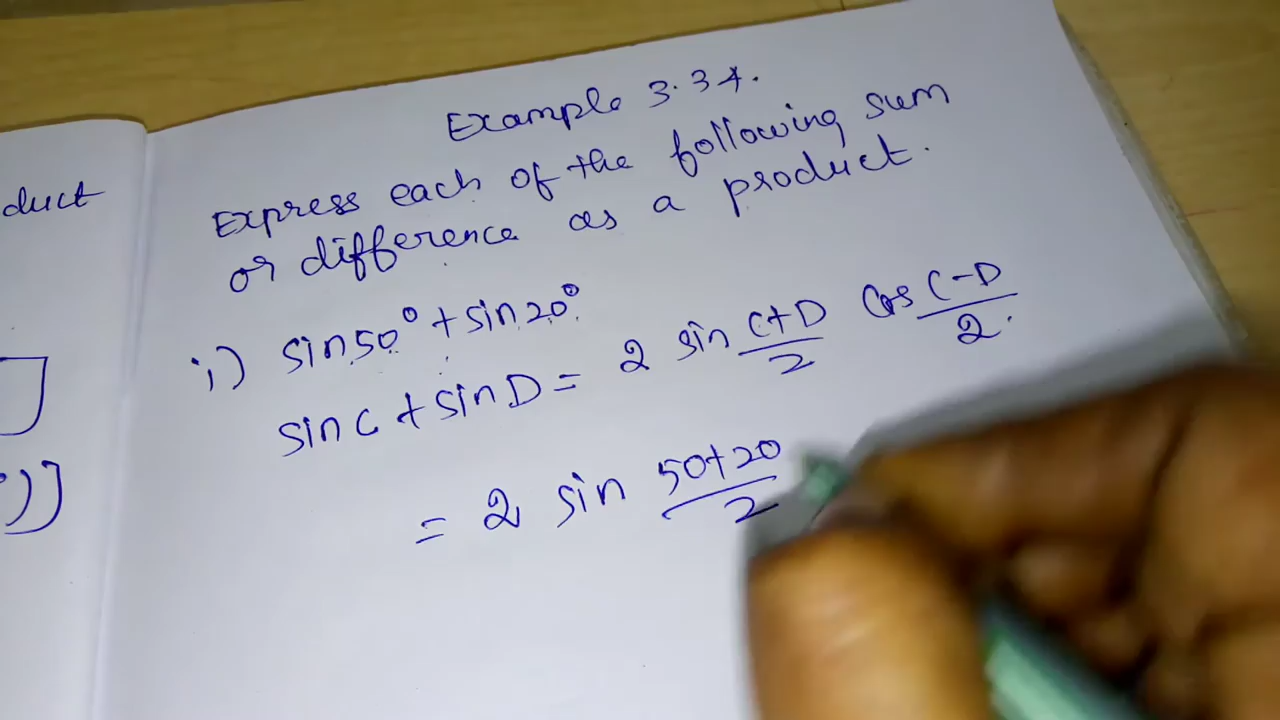 duct
)]
Example 3.34.
Express each of the following sum
or difference as a product.
i) sin 50° + sin 20°
sin C + sin D = 2 sin (C+D)/2 cos (C-D)/2.
= 2 sin (50+20)/2